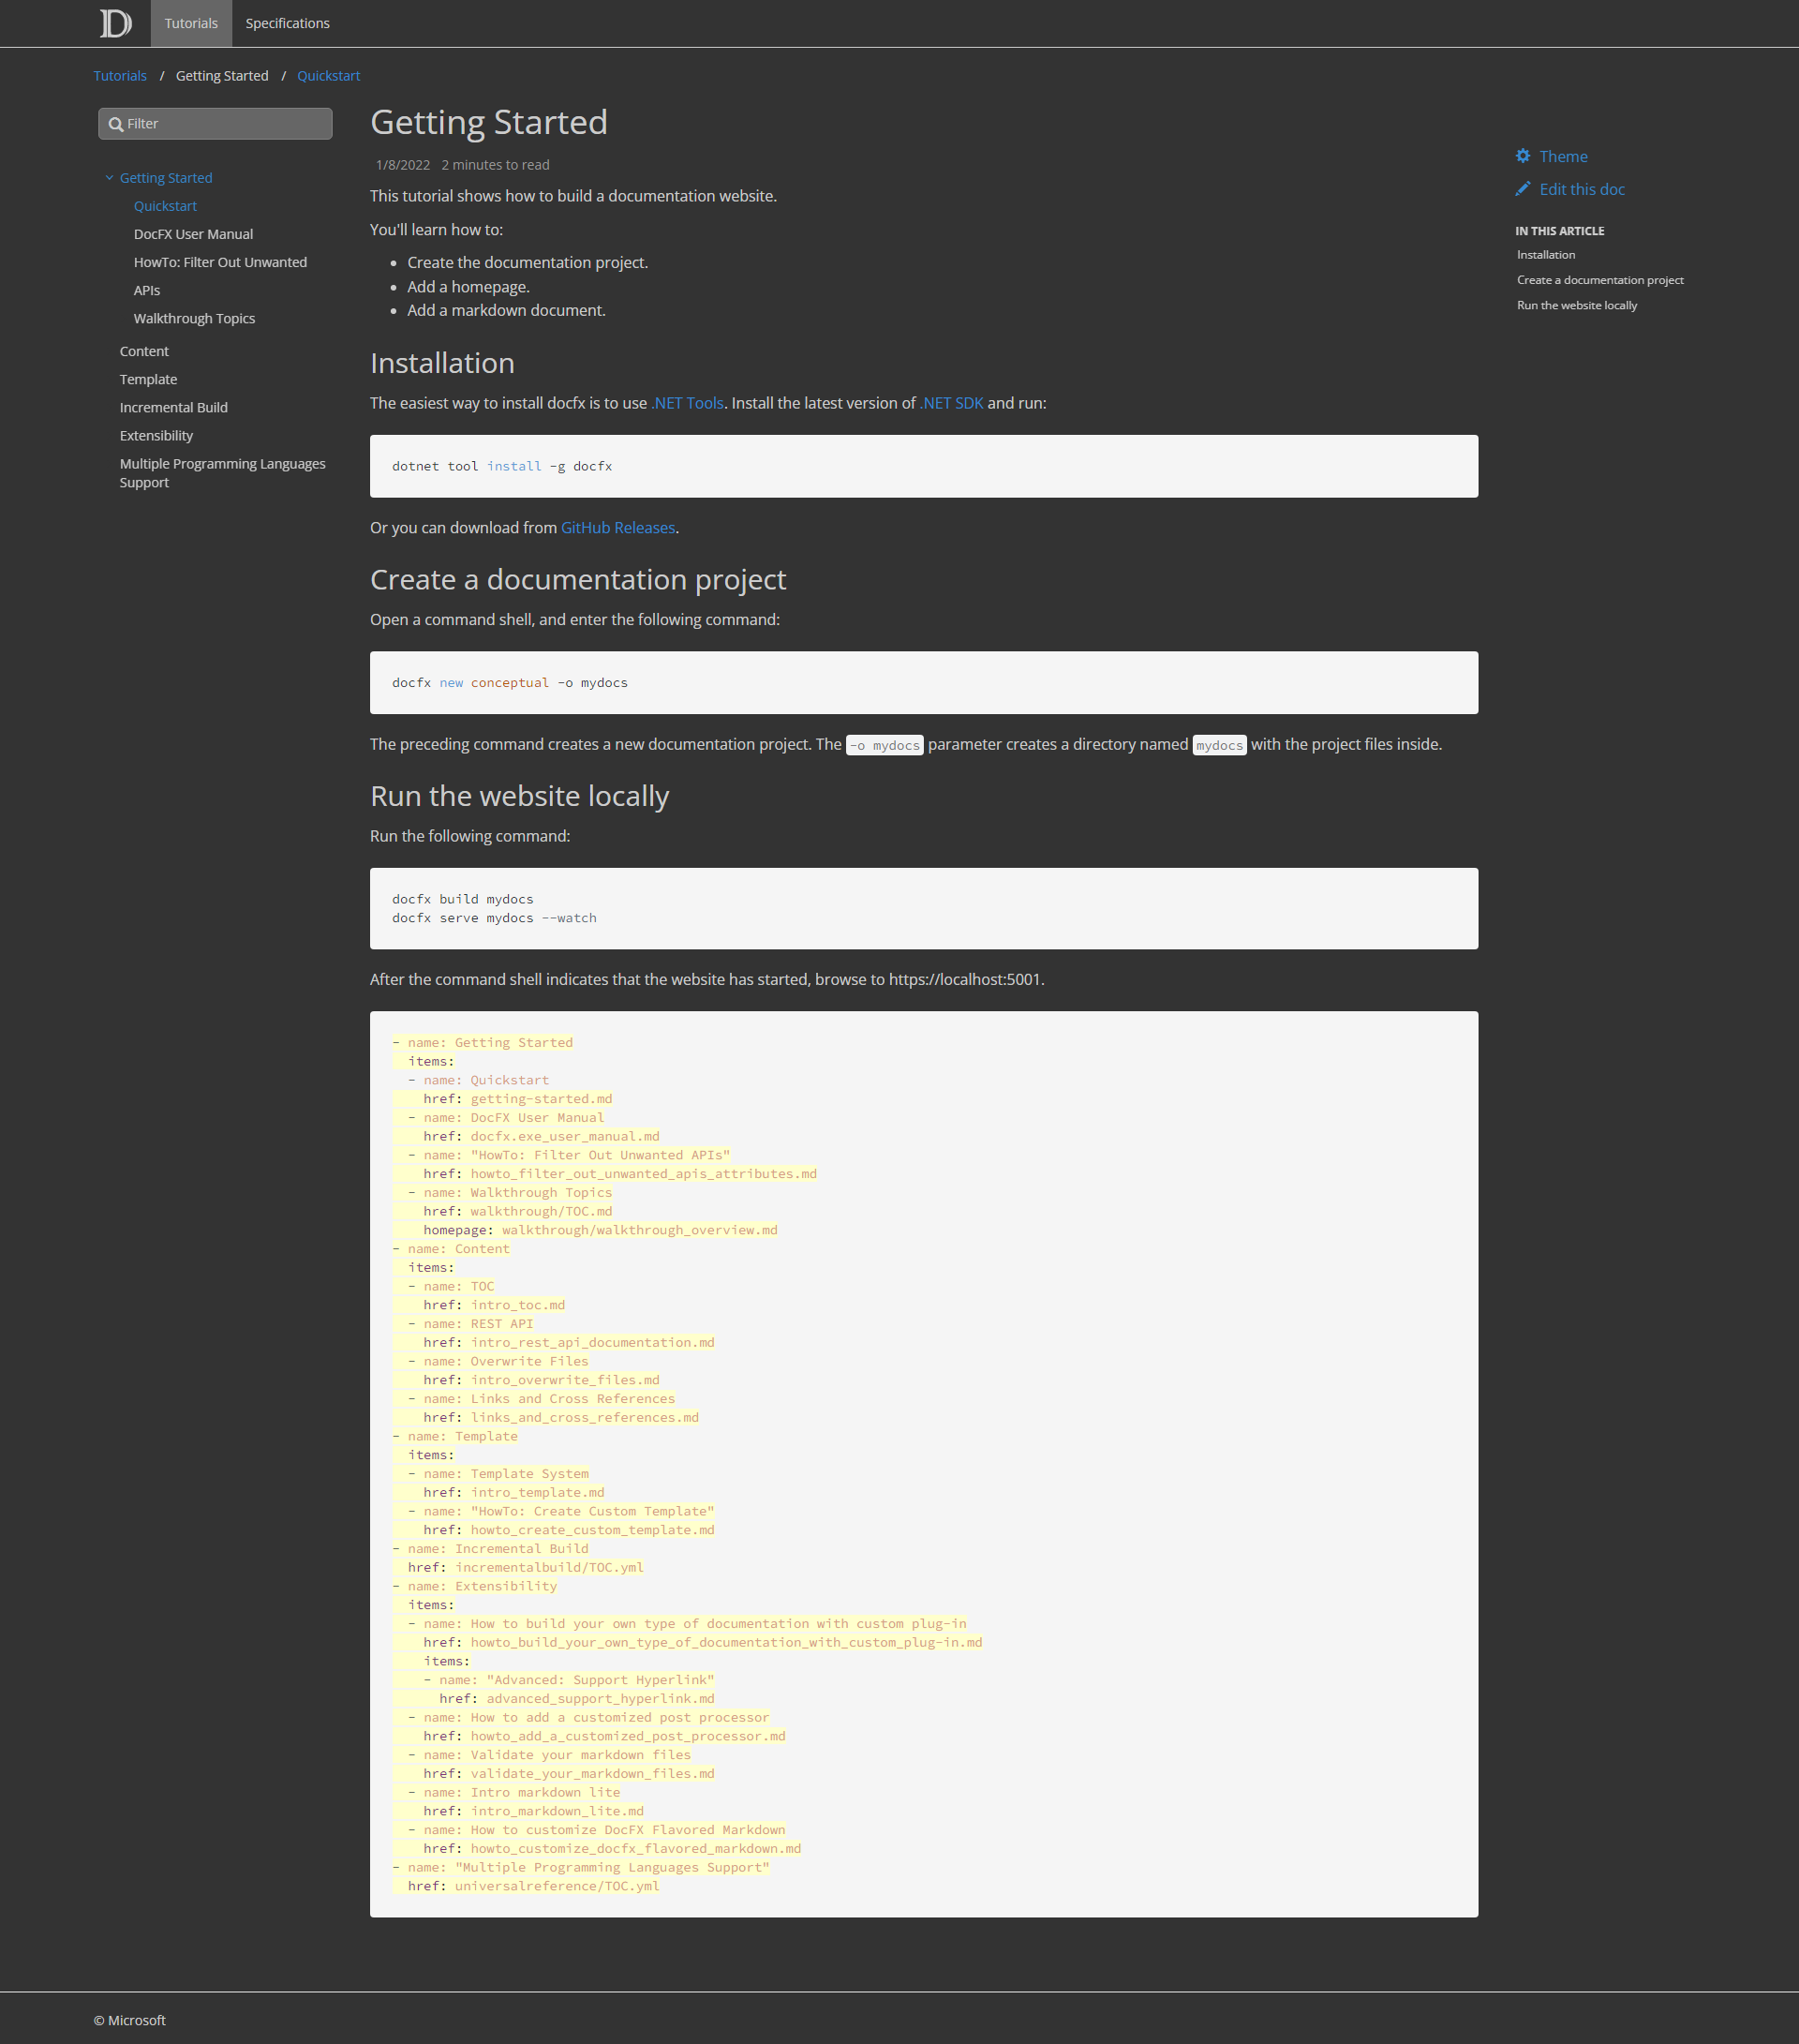 Tutorials Specifications
Tutorials / Getting Started / Quickstart
Filter
Getting Started
Quickstart
DocFX User Manual
HowTo: Filter Out Unwanted
APIs
Walkthrough Topics
Content
Template
Incremental Build
Extensibility
Multiple Programming Languages
Support
Getting Started
1/8/2022 2 minutes to read
This tutorial shows how to build a documentation website.
You'll learn how to:
• Create the documentation project.
• Add a homepage.
• Add a markdown document.
Installation
The easiest way to install docfx is to use .NET Tools. Install the latest version of .NET SDK and run:
dotnet tool install -g docfx
Or you can download from GitHub Releases.
Create a documentation project
Open a command shell, and enter the following command:
docfx new conceptual -o mydocs
The preceding command creates a new documentation project. The -o mydocs parameter creates a directory named mydocs with the project files inside.
Run the website locally
Run the following command:
docfx build mydocs
docfx serve mydocs --watch
After the command shell indicates that the website has started, browse to https://localhost:5001.
- name: Getting Started
  items:
  - name: Quickstart
    href: getting-started.md
  - name: DocFX User Manual
    href: docfx.exe_user_manual.md
  - name: "HowTo: Filter Out Unwanted APIs"
    href: howto_filter_out_unwanted_apis_attributes.md
  - name: Walkthrough Topics
    href: walkthrough/TOC.md
    homepage: walkthrough/walkthrough_overview.md
- name: Content
  items:
  - name: TOC
    href: intro_toc.md
  - name: REST API
    href: intro_rest_api_documentation.md
  - name: Overwrite Files
    href: intro_overwrite_files.md
  - name: Links and Cross References
    href: links_and_cross_references.md
- name: Template
  items:
  - name: Template System
    href: intro_template.md
  - name: "HowTo: Create Custom Template"
    href: howto_create_custom_template.md
- name: Incremental Build
  href: incrementalbuild/TOC.yml
- name: Extensibility
  items:
  - name: How to build your own type of documentation with custom plug-in
    href: howto_build_your_own_type_of_documentation_with_custom_plug-in.md
    items:
    - name: "Advanced: Support Hyperlink"
      href: advanced_support_hyperlink.md
  - name: How to add a customized post processor
    href: howto_add_a_customized_post_processor.md
  - name: Validate your markdown files
    href: validate_your_markdown_files.md
  - name: Intro markdown lite
    href: intro_markdown_lite.md
  - name: How to customize DocFX Flavored Markdown
    href: howto_customize_docfx_flavored_markdown.md
- name: "Multiple Programming Languages Support"
  href: universalreference/TOC.yml
Theme
Edit this doc
IN THIS ARTICLE
Installation
Create a documentation project
Run the website locally
© Microsoft